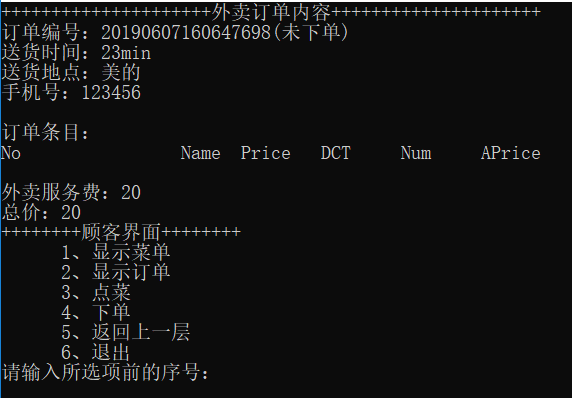 +++++++++++++++++++++外卖订单内容+++++++++++++++++++++
订单编号：20190607160647698(未下单)
送货时间：23min
送货地点：美的
手机号：123456
订单条目：
No                Name  Price   DCT     Num     APrice
外卖服务费：20
总价：20
++++++++顾客界面++++++++
1、显示菜单
2、显示订单
3、点菜
4、下单
5、返回上一层
6、退出
请输入所选项前的序号：